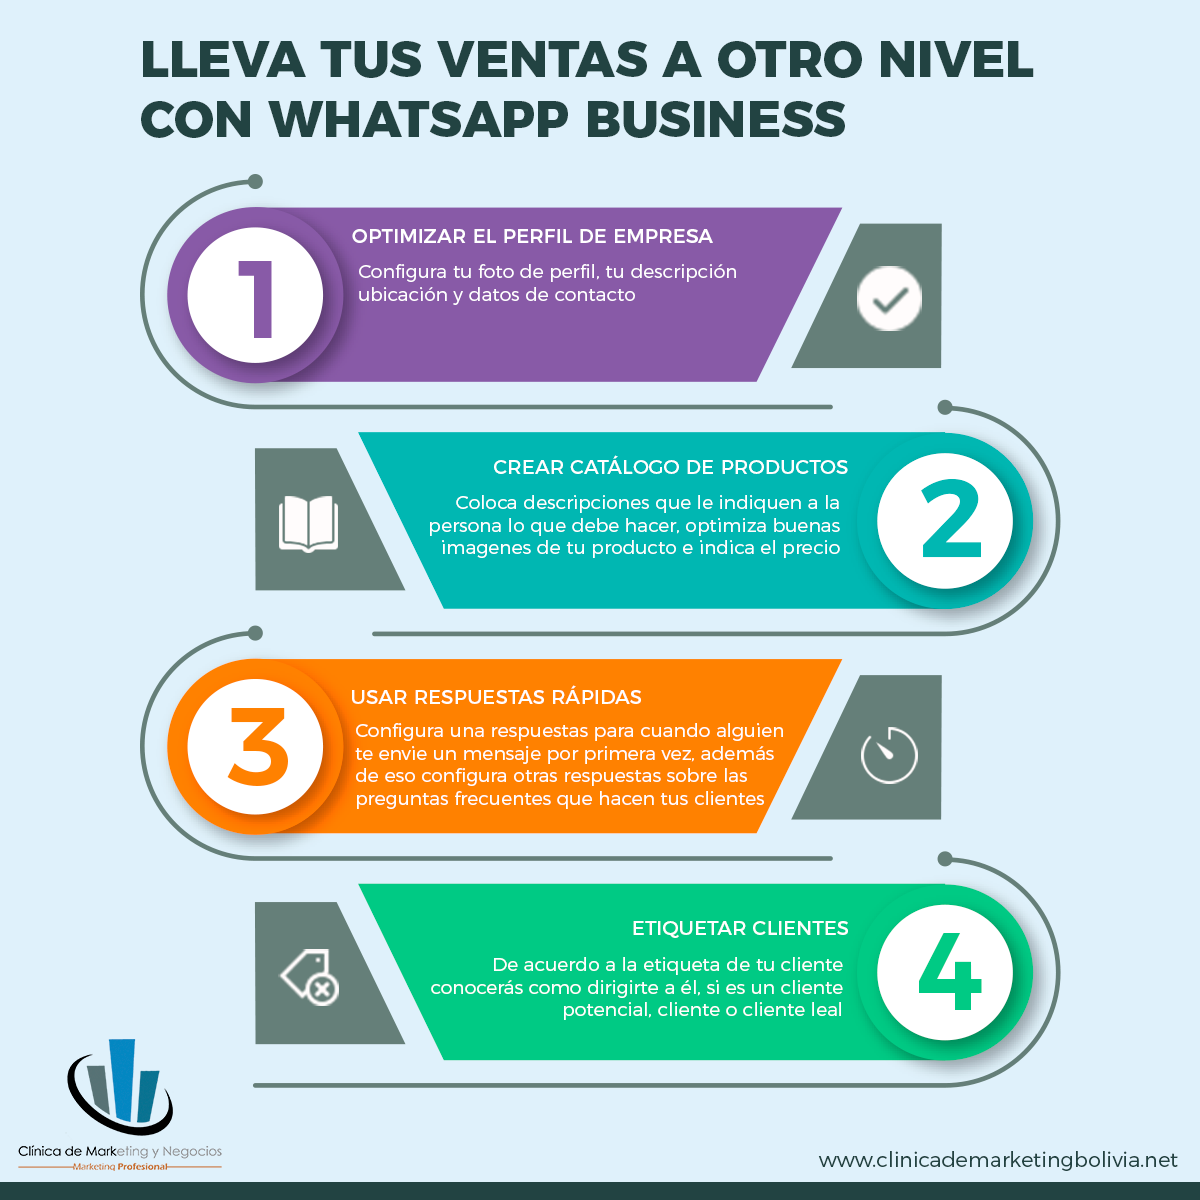 LLEVA TUS VENTAS A OTRO NIVEL
CON WHATSAPP BUSINESS
1
OPTIMIZAR EL PERFIL DE EMPRESA
Configura tu foto de perfil, tu descripción
ubicación y datos de contacto
CREAR CATÁLOGO DE PRODUCTOS
Coloca descripciones que le indiquen a la
persona lo que debe hacer, optimiza buenas
imagenes de tu producto e indica el precio
2
3
USAR RESPUESTAS RÁPIDAS
Configura una respuestas para cuando alguien
te envie un mensaje por primera vez, además
de eso configura otras respuestas sobre las
preguntas frecuentes que hacen tus clientes
ETIQUETAR CLIENTES
De acuerdo a la etiqueta de tu cliente
conocerás como dirigirte a él, si es un cliente
potencial, cliente o cliente leal
4
Clínica de Marketing y Negocios
Marketing Profesional
www.clinicademarketingbolivia.net